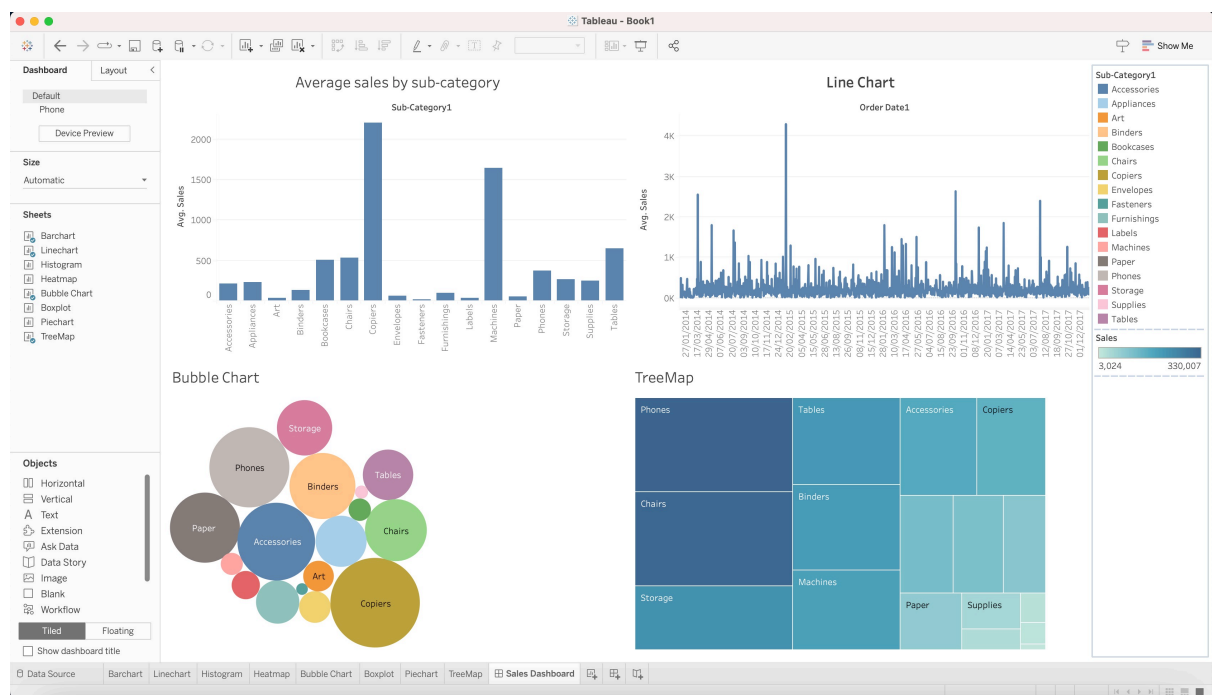 Tableau - Book1
Show Me
Dashboard
Layout
Default
Phone
Device Preview
Size
Automatic
Sheets
Barchart
Linechart
Histogram
Heatmap
Bubble Chart
Boxplot
Piechart
TreeMap
Objects
Horizontal
Vertical
A Text
Extension
Ask Data
Data Story
Image
Blank
Workflow
Tiled
Floating
Show dashboard title
Average sales by sub-category
Sub-Category1
Avg. Sales
2000
1500
1000
500
0
Accessories
Appliances
Art
Binders
Bookcases
Chairs
Copiers
Envelopes
Fasteners
Furnishings
Labels
Machines
Paper
Phones
Storage
Supplies
Tables
Line Chart
Order Date1
Avg. Sales
4K
3K
2K
1K
0K
27/01/2014
17/03/2014
29/04/2014
07/06/2014
20/07/2014
03/09/2014
10/10/2014
17/11/2014
24/12/2014
20/02/2015
05/04/2015
15/05/2015
28/06/2015
13/08/2015
26/09/2015
08/11/2015
15/12/2015
28/01/2016
10/03/2016
17/04/2016
27/05/2016
04/07/2016
15/08/2016
23/09/2016
01/11/2016
08/12/2016
20/01/2017
07/03/2017
14/04/2017
23/05/2017
03/07/2017
12/08/2017
18/09/2017
27/10/2017
01/12/2017
Bubble Chart
Storage
Phones
Binders
Tables
Paper
Accessories
Chairs
Art
Copiers
TreeMap
Phones
Tables
Accessories
Copiers
Chairs
Binders
Machines
Storage
Paper
Supplies
Sub-Category1
Accessories
Appliances
Art
Binders
Bookcases
Chairs
Copiers
Envelopes
Fasteners
Furnishings
Labels
Machines
Paper
Phones
Storage
Supplies
Tables
Sales
3,024
330,007
Data Source
Barchart
Linechart
Histogram
Heatmap
Bubble Chart
Boxplot
Piechart
TreeMap
Sales Dashboard